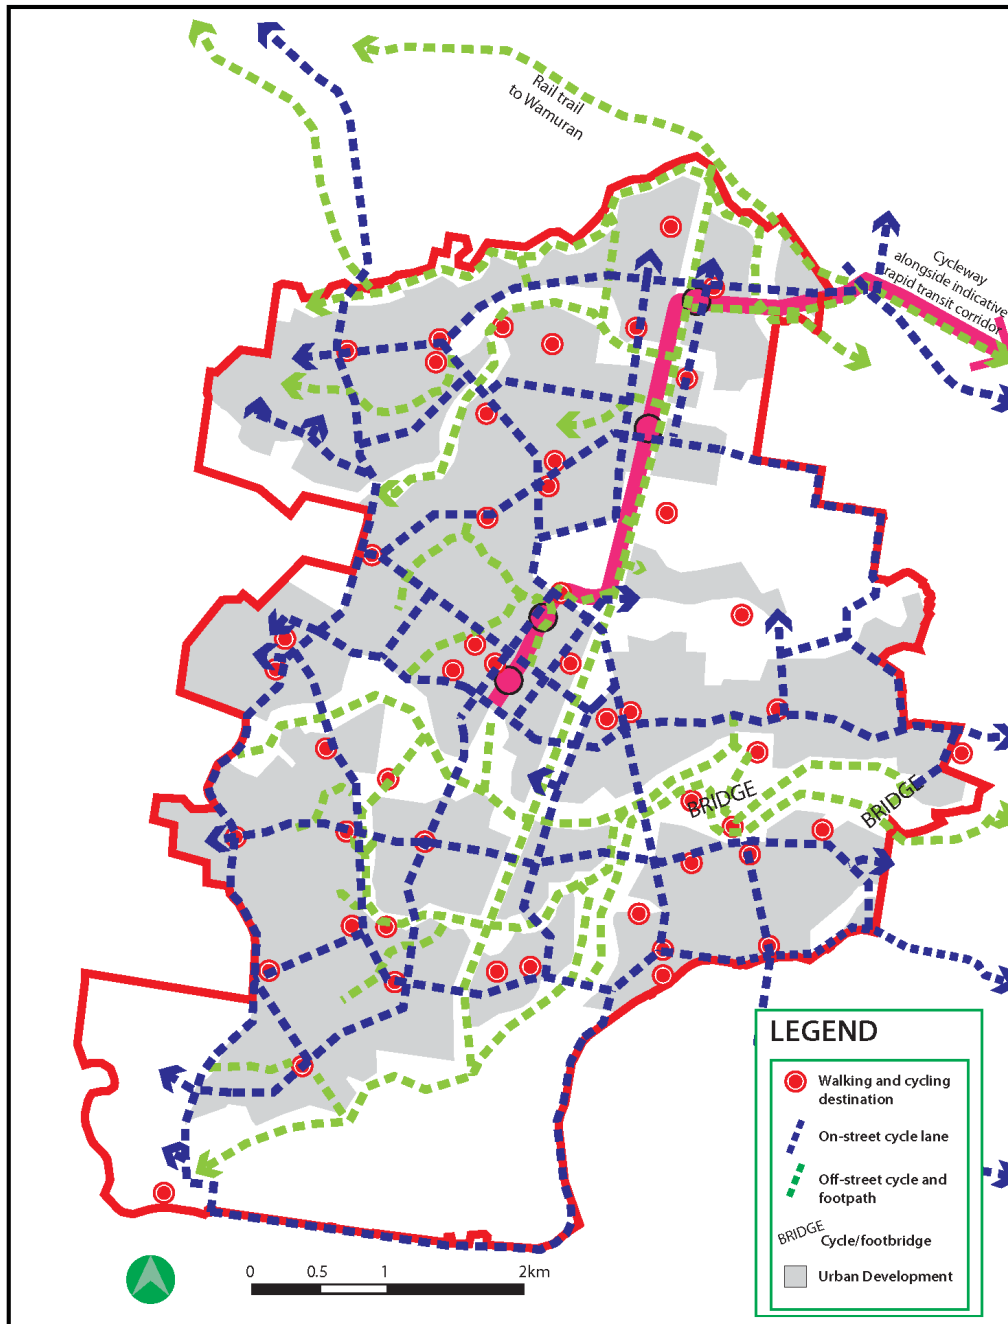 Rail trail
to Wamuran
Cycleway
alongside indicative
rapid transit corridor
BRIDGE
BRIDGE
LEGEND
Walking and cycling
destination
On-street cycle lane
Off-street cycle and
footpath
BRIDGE Cycle/footbridge
Urban Development
0 0.5 1 2km